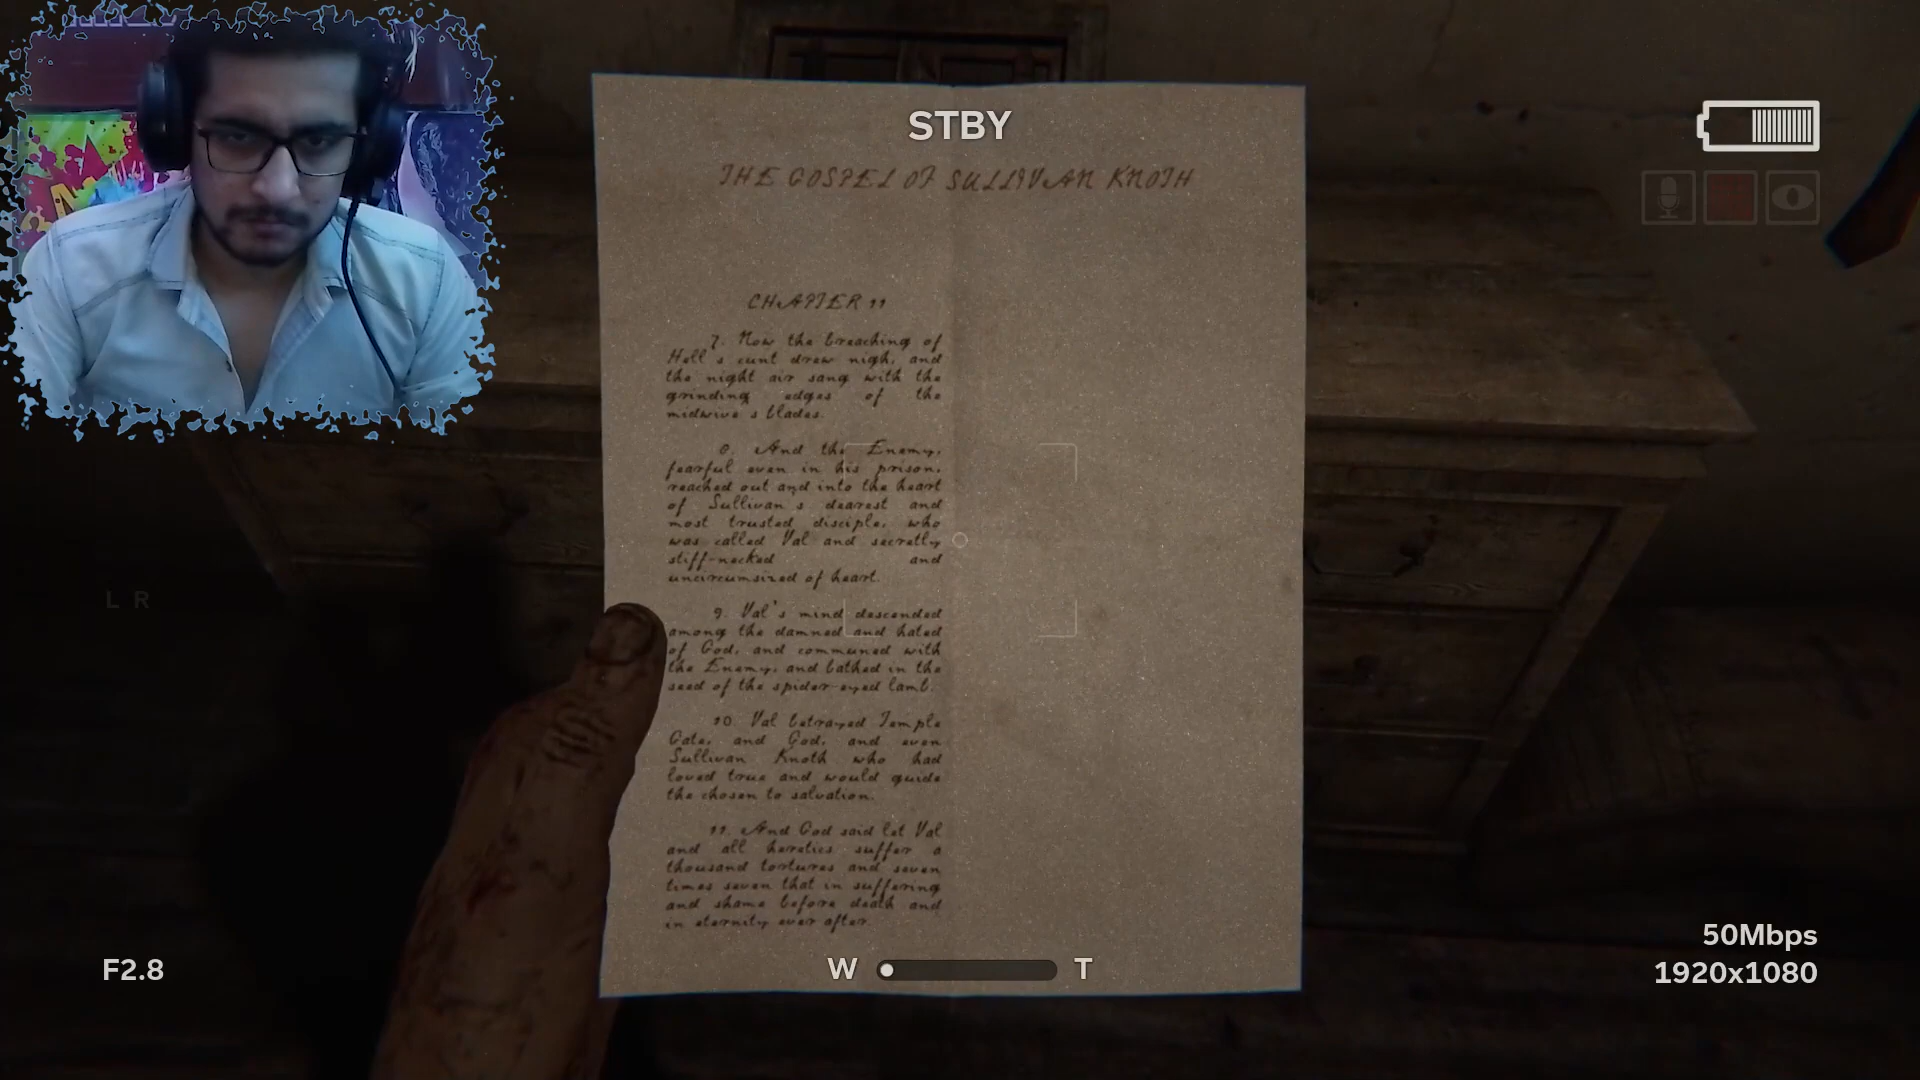 STBY
THE GOSPEL OF SULLIVAN KNOTH
CHAPTER 11
7. Now the breaching of
Hell s cunt drew nigh, and
the night air sang with the
grinding edges of the
midwive s blades.
8. And the Enemy,
fearful even in his prison,
reached out and into the heart
of Sullivan s dearest and
most trusted disciple, who
was called Val and secretly
stiff-necked and
uncircumsized of heart.
9. Val's mind descended
among the damned and hated
of God, and communed with
the Enemy, and bathed in the
seed of the spider-eyed lamb.
10. Val betrayed Temple
Gate, and God, and even
Sullivan Knoth who had
loved true and would guide
the chosen to salvation.
11. And God said let Val
and all heretics suffer a
thousand tortures and seven
times seven that in suffering
and shame before death and
in eternity ever after.
L R
F2.8
W T
50Mbps
1920x1080